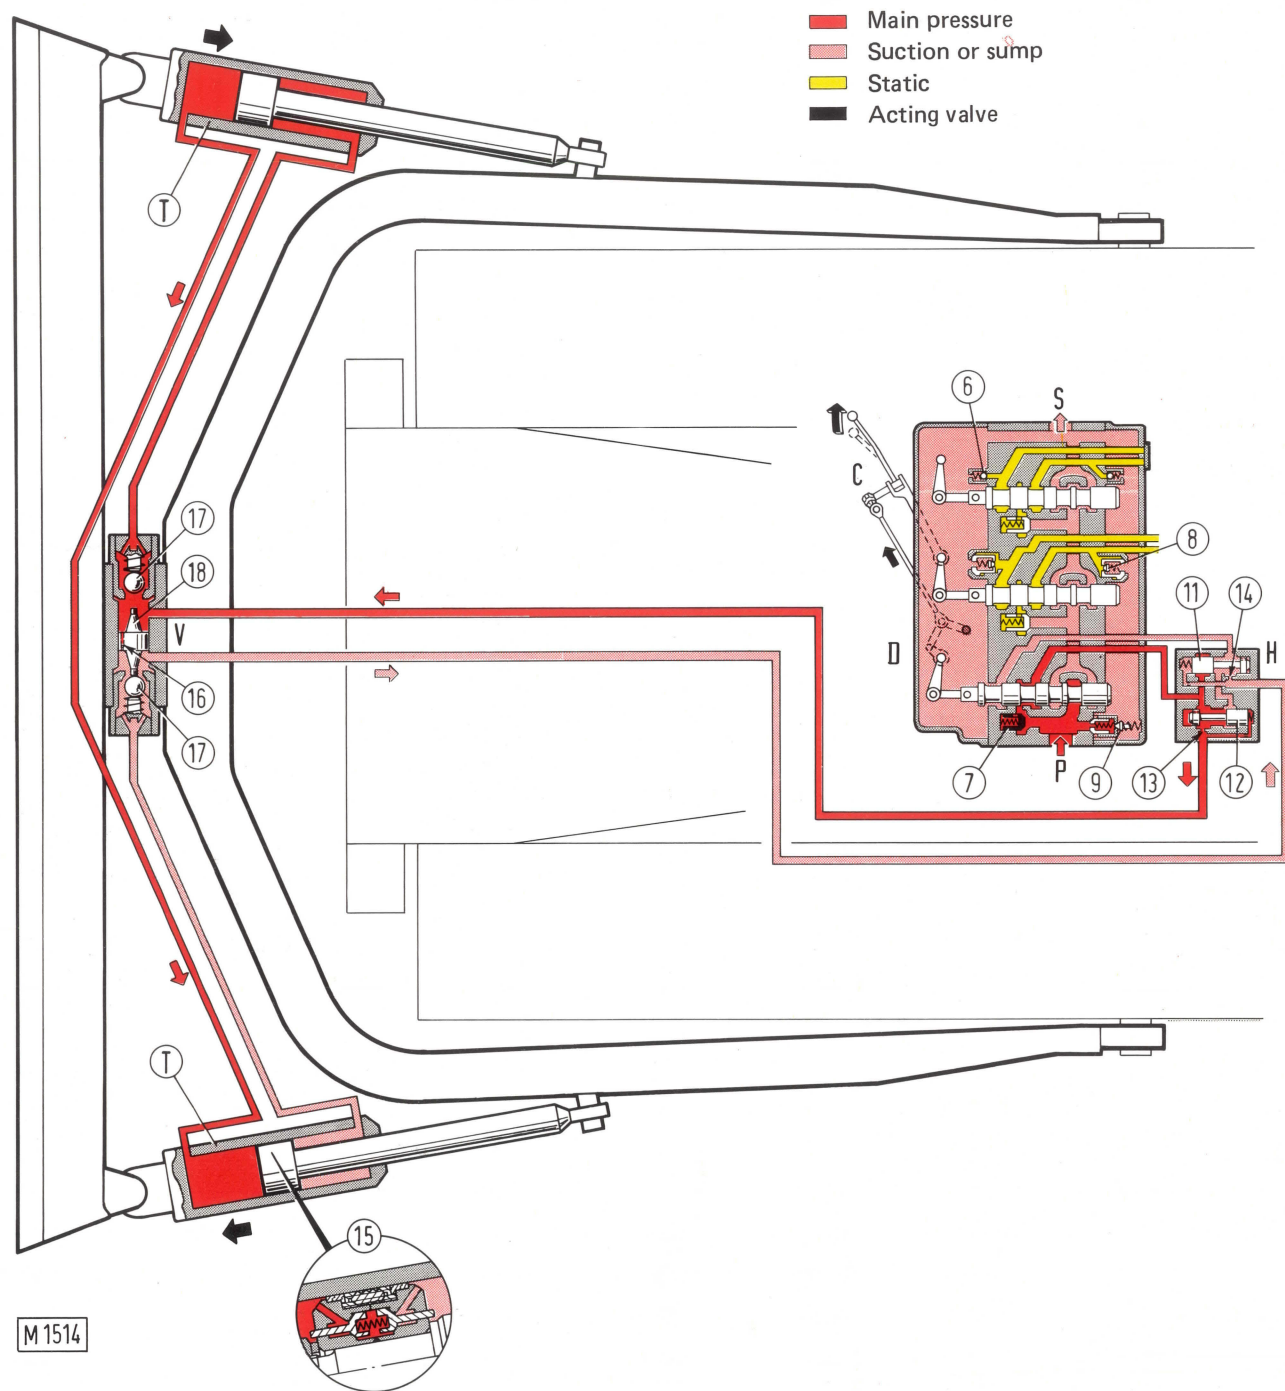 Main pressure
Suction or sump
Static
Acting valve
T
6
S
C
17
8
18
11
14
V
H
D
16
17
7
P
9
13
12
T
15
M 1514